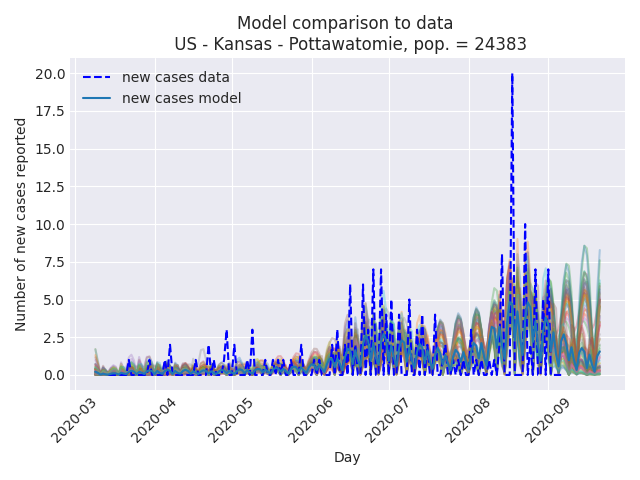 Model comparison to data
US - Kansas - Pottawatomie, pop. = 24383
new cases data
new cases model
Number of new cases reported
20.0
17.5
15.0
12.5
10.0
7.5
5.0
2.5
0.0
2020-03
2020-04
2020-05
2020-06
2020-07
2020-08
2020-09
Day